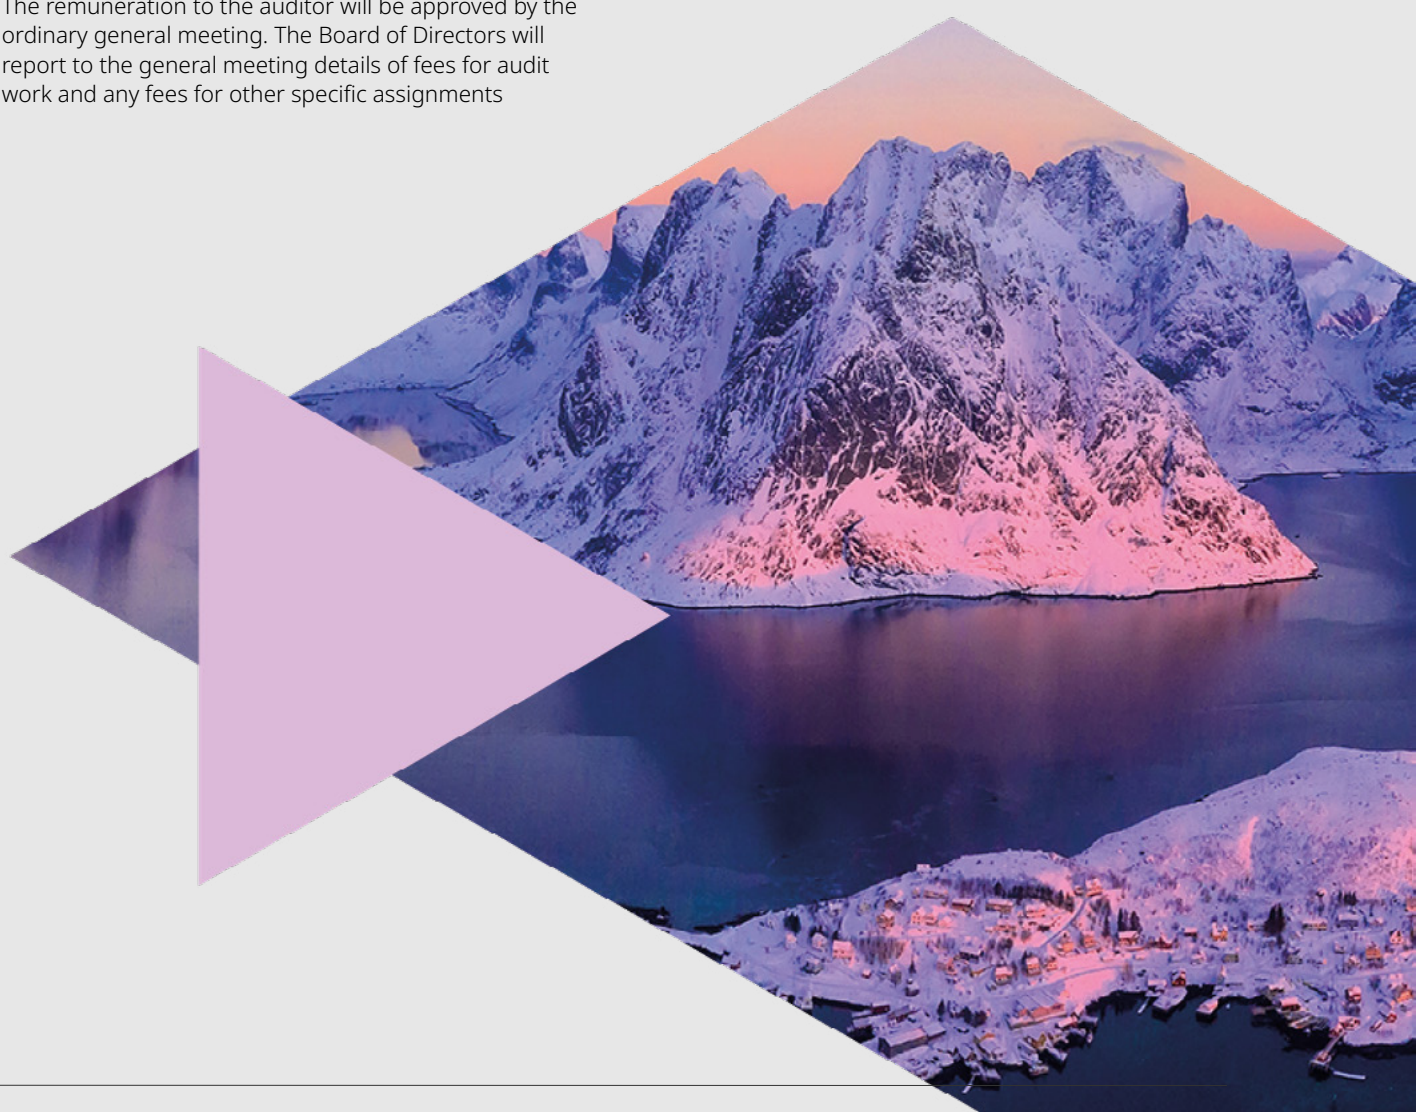 The remuneration to the auditor will be approved by the
ordinary general meeting. The Board of Directors will
report to the general meeting details of fees for audit
work and any fees for other specific assignments